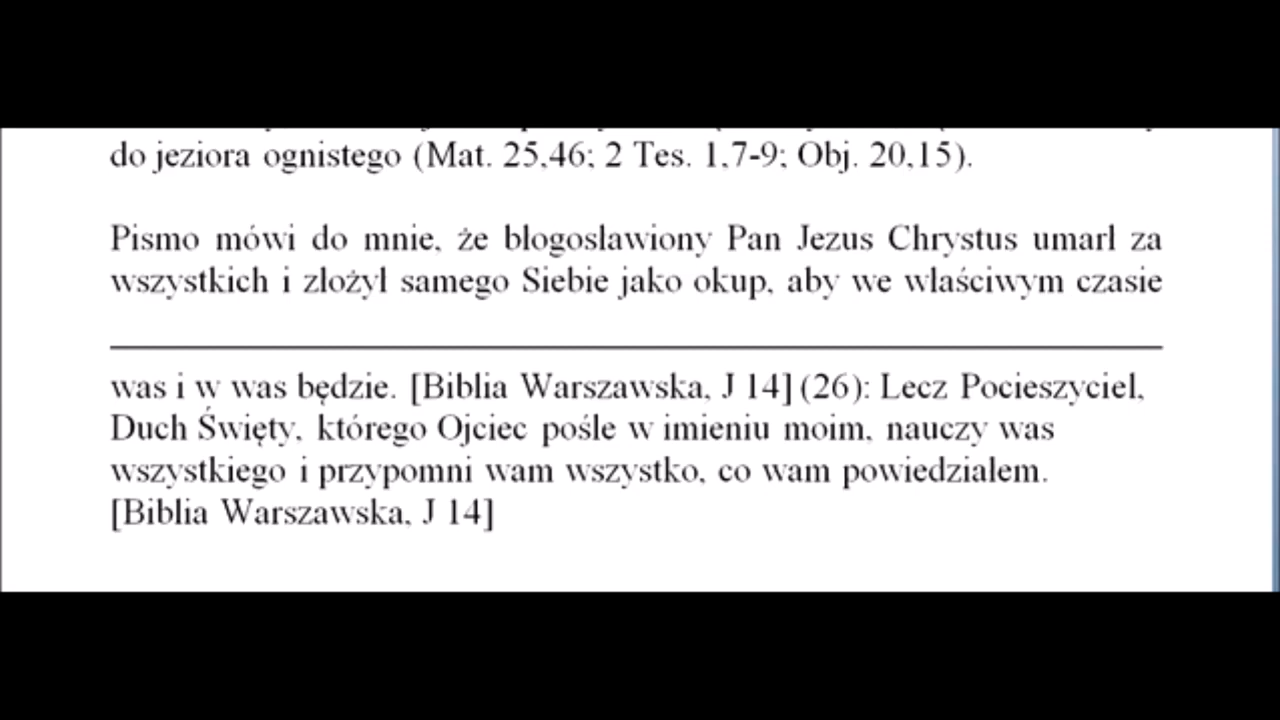 do jeziora ognistego (Mat. 25,46; 2 Tes. 1,7-9; Obj. 20,15).
Pismo mówi do mnie, że błogosławiony Pan Jezus Chrystus umarł za
wszystkich i złożył samego Siebie jako okup, aby we właściwym czasie
was i w was będzie. [Biblia Warszawska, J 14] (26): Lecz Pocieszyciel,
Duch Święty, którego Ojciec pośle w imieniu moim, nauczy was
wszystkiego i przypomni wam wszystko, co wam powiedziałem.
[Biblia Warszawska, J 14]